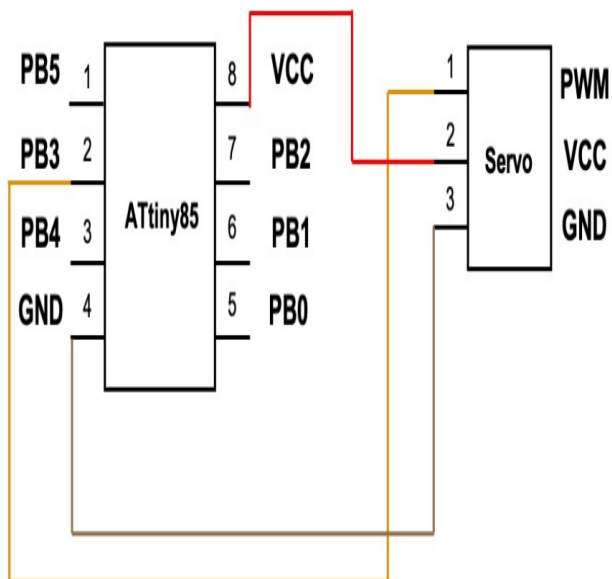 PB5 1 8 VCC
PB3 2 7 PB2
PB4 3 6 PB1
GND 4 5 PB0
ATtiny85
1 PWM
2 VCC
3 GND
Servo